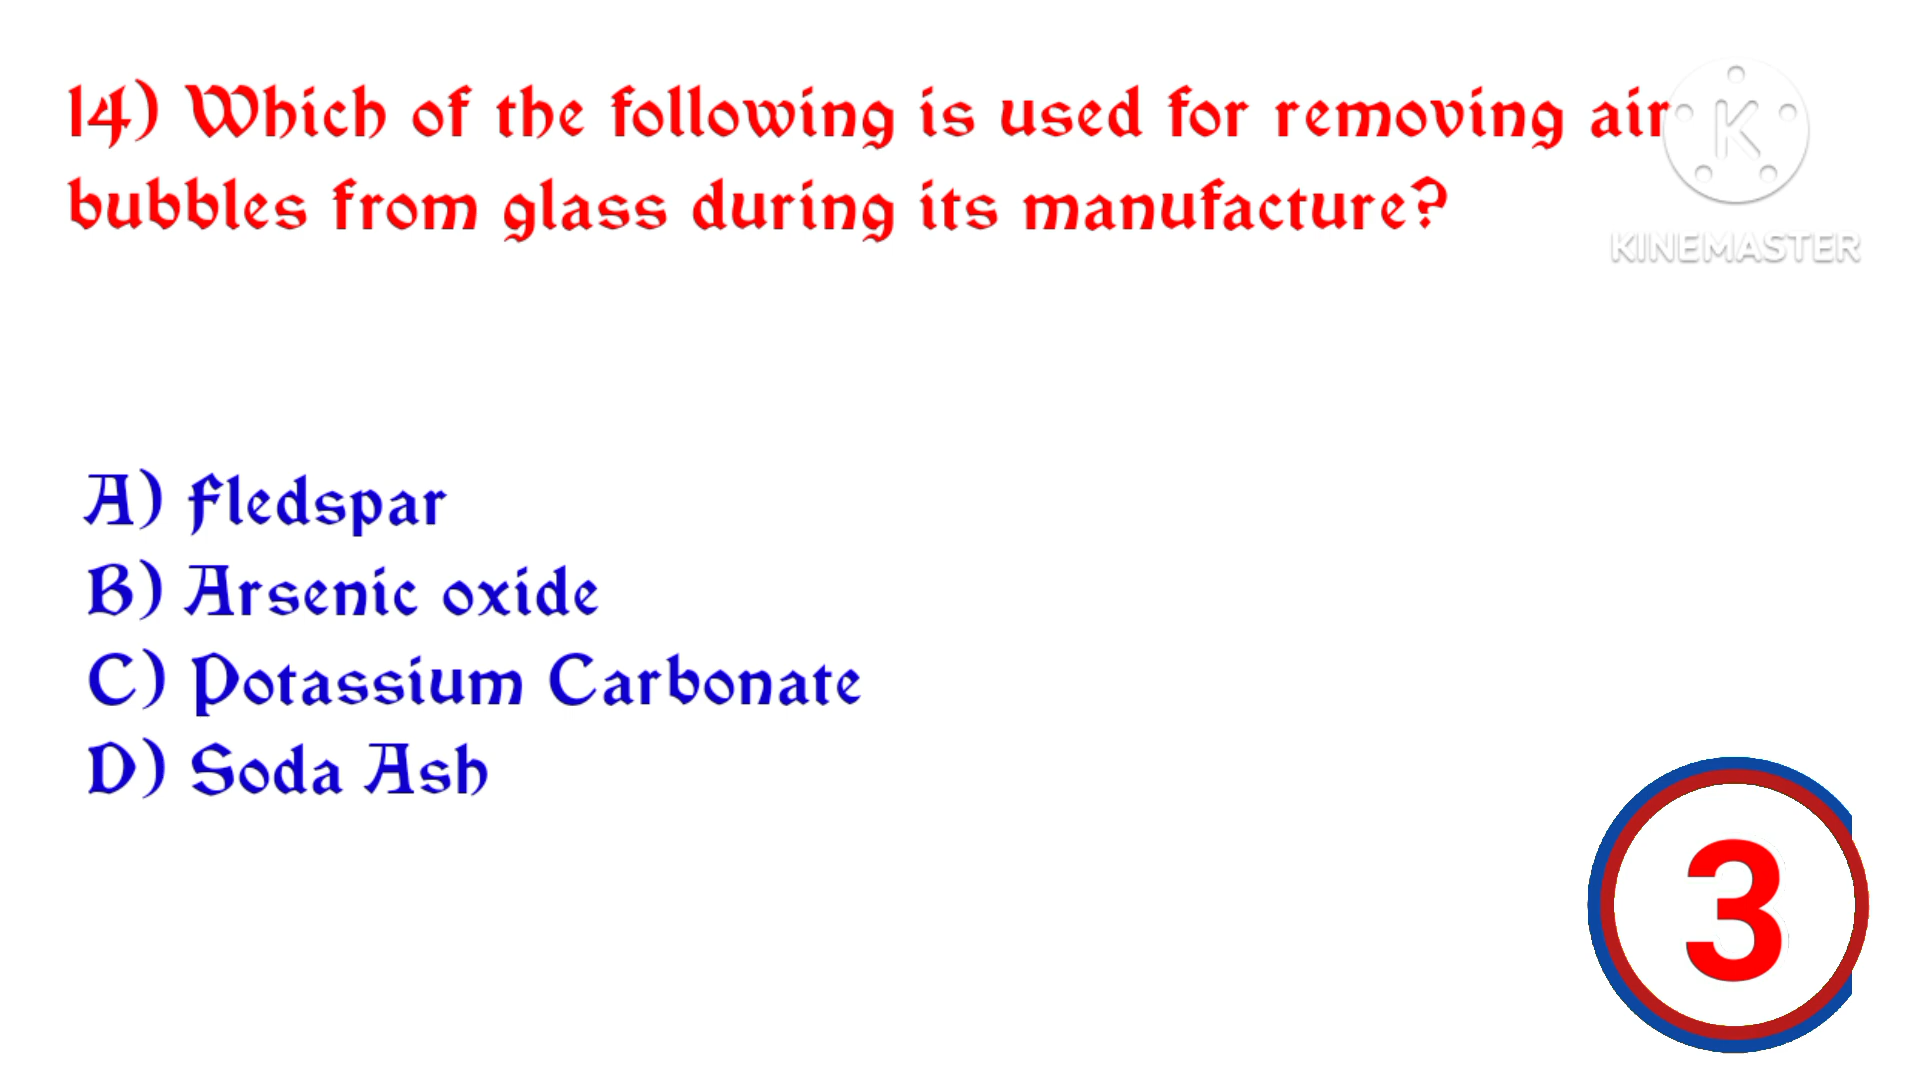 14) Which of the following is used for removing air
bubbles from glass during its manufacture?
K
KINEMASTER
A) Fledspar
B) Arsenic oxide
C) Potassium Carbonate
D) Soda Ash
3